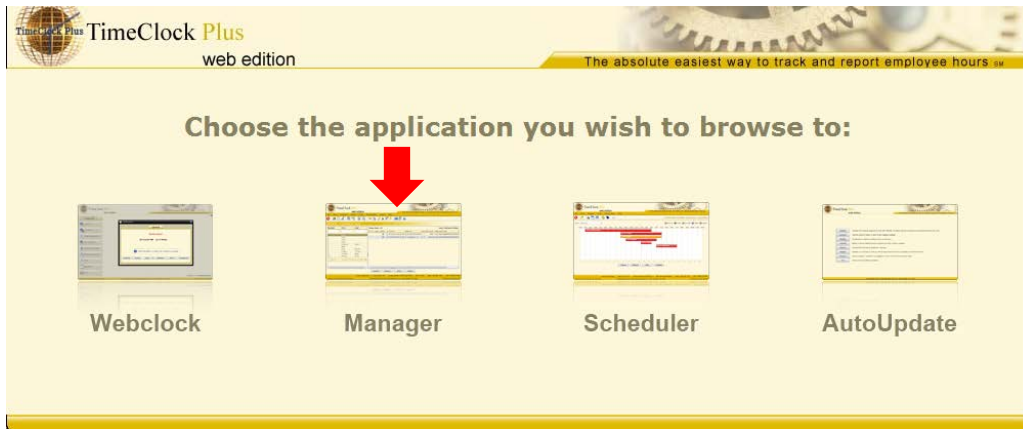 TimeClock Plus
TimeClock Plus
web edition
The absolute easiest way to track and report employee hours SM
Choose the application you wish to browse to:
Webclock
Manager
Scheduler
AutoUpdate